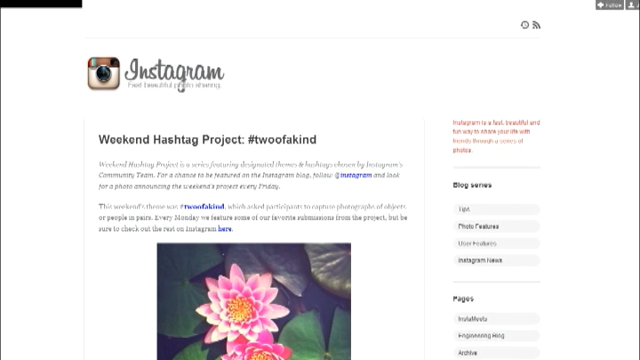 Follow
Instagram
Fast beautiful photo sharing.
Weekend Hashtag Project: #twoofakind
Weekend Hashtag Project is a series featuring designated themes & hashtags chosen by Instagram's
Community Team. For a chance to be featured on the Instagram blog, follow @instagram and look
for a photo announcing the weekend's project every Friday.
This weekend's theme was #twoofakind, which asked participants to capture photographs of objects
or people in pairs. Every Monday we feature some of our favorite submissions from the project, but be
sure to check out the rest on Instagram here.
Instagram is a fast, beautiful and
fun way to share your life with
friends through a series of
photos.
Blog series
Tips
Photo Features
User Features
Instagram News
Pages
InstaMeets
Engineering Blog
Archive